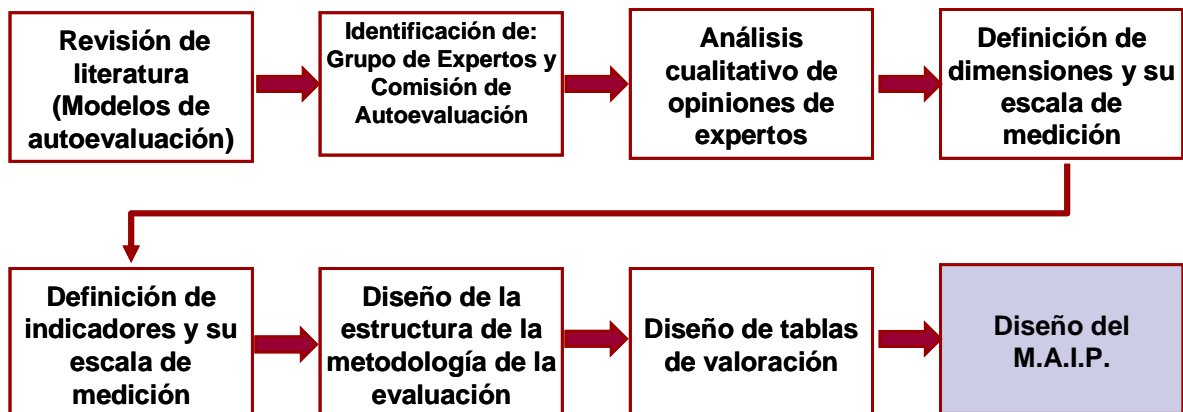 Revisión de
literatura
(Modelos de
autoevaluación)
Identificación de:
Grupo de Expertos y
Comisión de
Autoevaluación
Análisis
cualitativo de
opiniones de
expertos
Definición de
dimensiones y su
escala de
medición
Definición de
indicadores y su
escala de
medición
Diseño de la
estructura de la
metodología de la
evaluación
Diseño de tablas
de valoración
Diseño del
M.A.I.P.